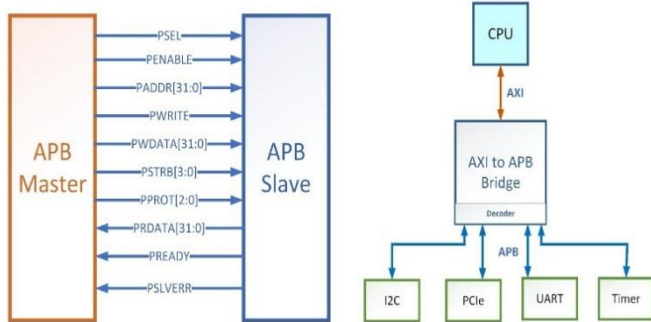 APB
Master
PSEL
PENABLE
PADDR[31:0]
PWRITE
PWDATA[31:0]
PSTRB[3:0]
PPROT[2:0]
PRDATA[31:0]
PREADY
PSLVERR
APB
Slave
CPU
AXI
AXI to APB
Bridge
Decoder
APB
I2C
PCIe
UART
Timer